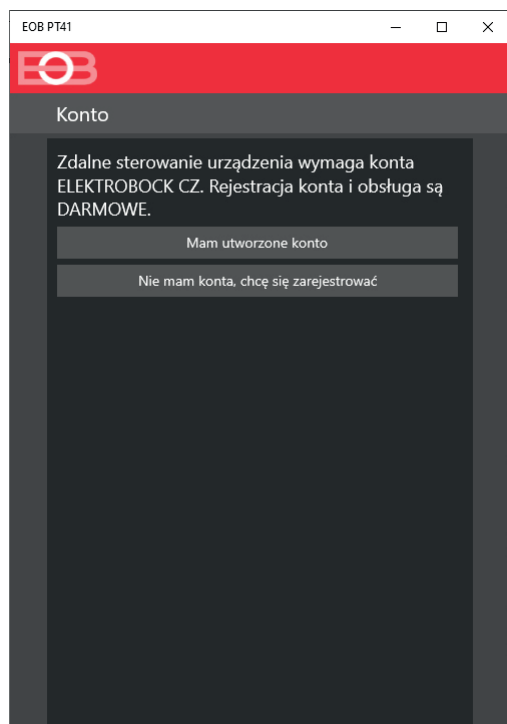 EOB PT41
EOB
Konto
Zdalne sterowanie urządzenia wymaga konta
ELEKTROBOCK CZ. Rejestracja konta i obsługa są
DARMOWE.
Mam utworzone konto
Nie mam konta, chcę się zarejestrować